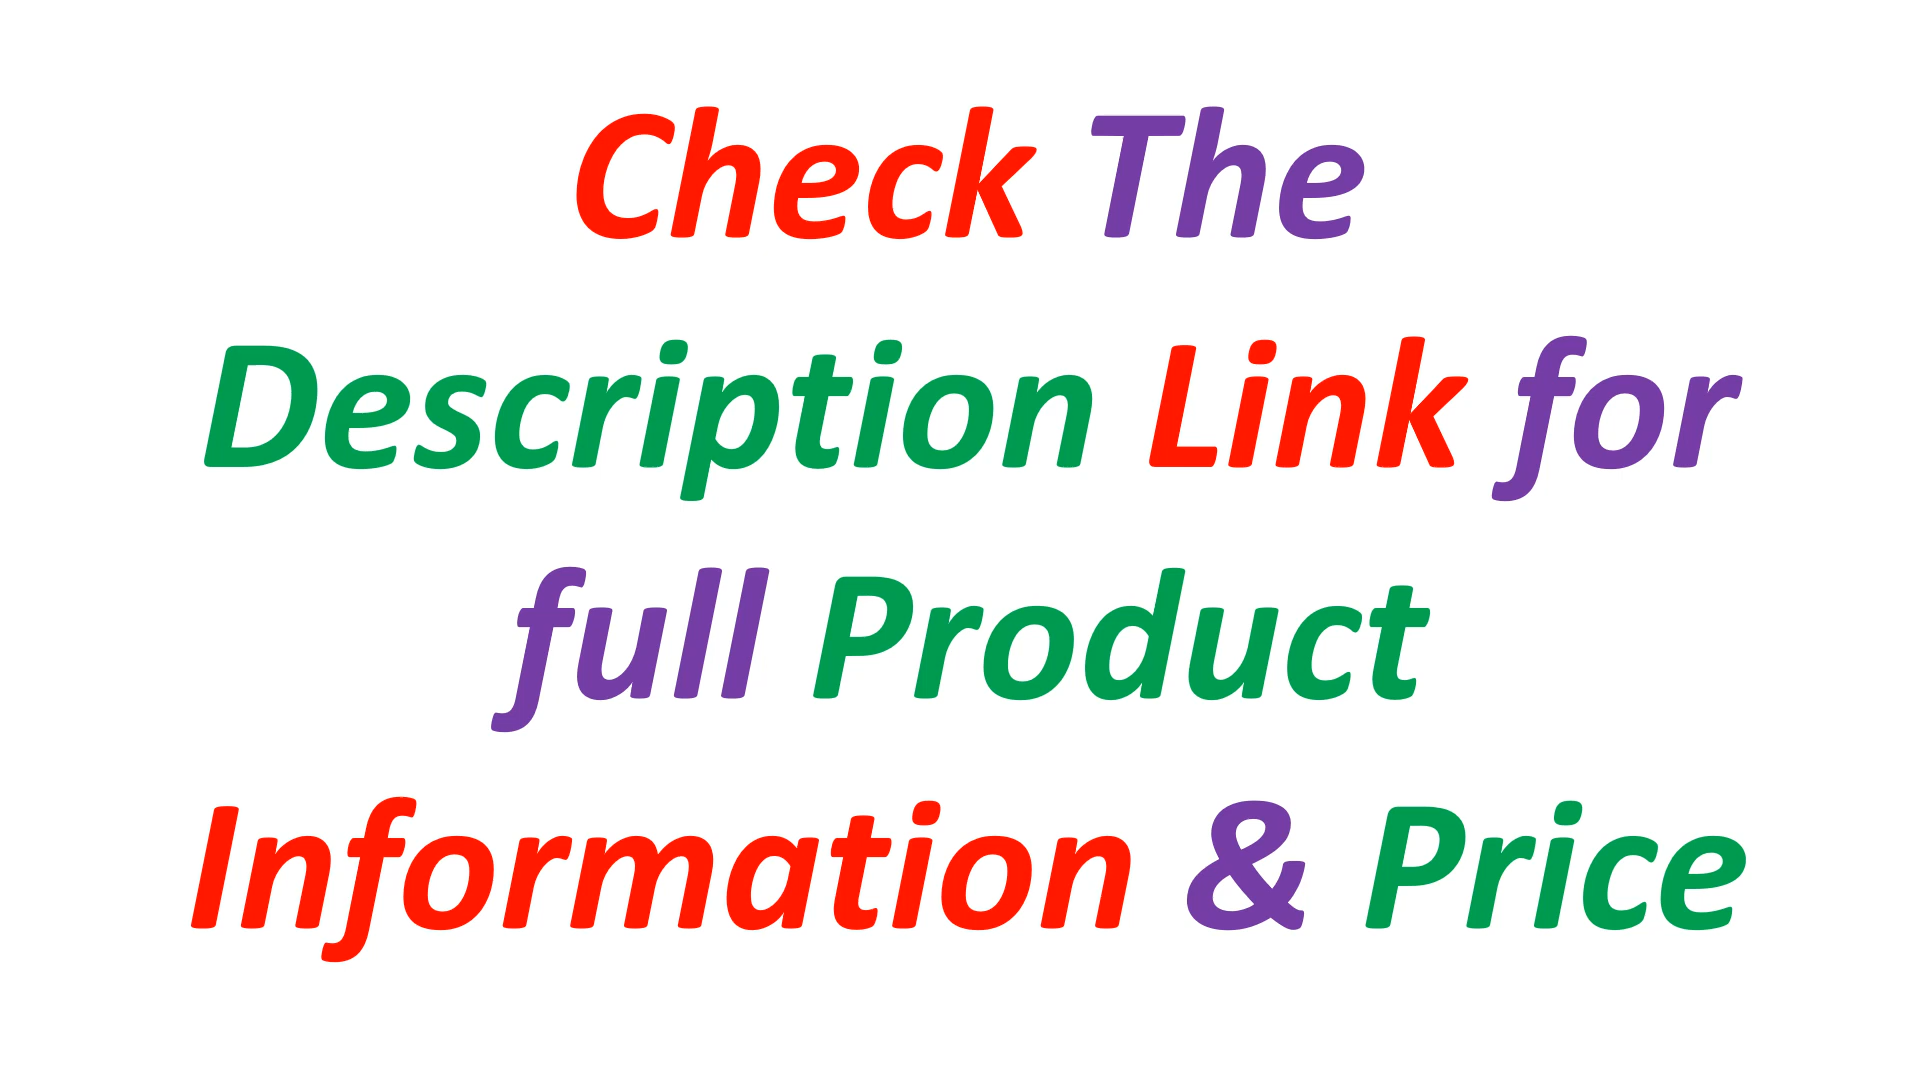 Check The
Description Link for
full Product
Information & Price